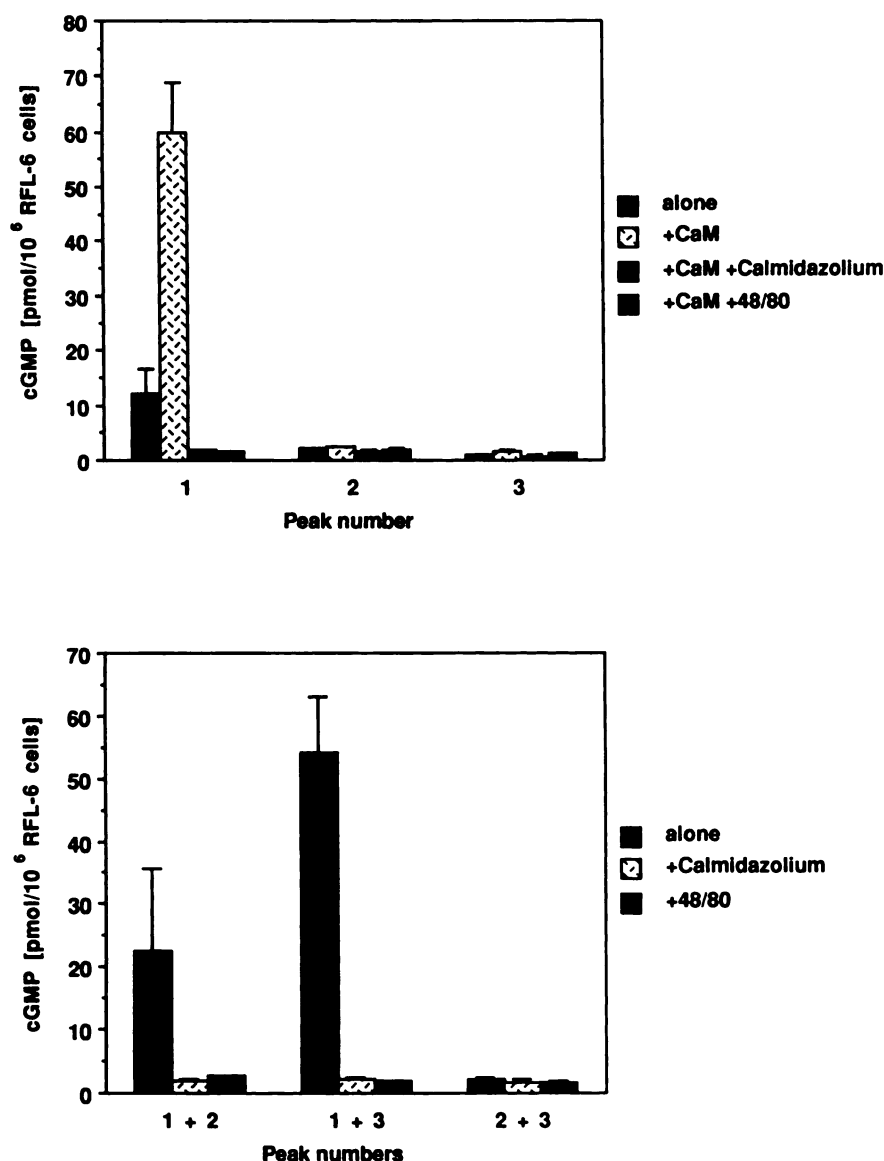 80
70
60
50
40
30
20
10
0
cGMP [pmol/10^6 RFL-6 cells]
1 2 3
Peak number
alone
+CaM
+CaM +Calmidazolium
+CaM +48/80
70
60
50
40
30
20
10
0
cGMP [pmol/10^6 RFL-6 cells]
1 + 2 1 + 3 2 + 3
Peak numbers
alone
+Calmidazolium
+48/80